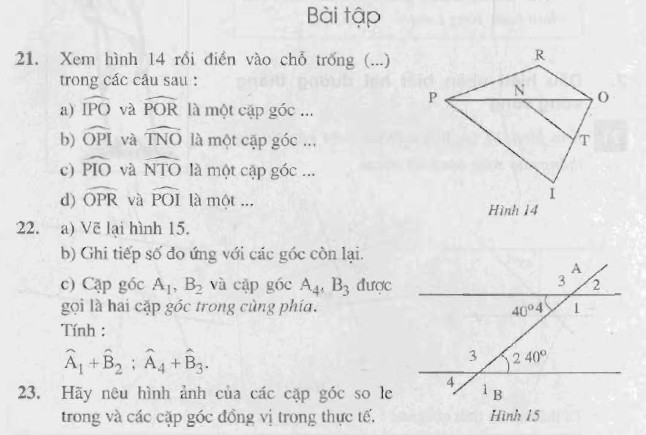 Bài tập
21. Xem hình 14 rồi điền vào chỗ trống (...)
trong các câu sau :
a) IPO và POR là một cặp góc ...
b) OPI và TNO là một cặp góc ...
c) PIO và NTO là một cặp góc ...
d) OPR và POI là một ...
R
P
N
O
T
I
Hình 14
22. a) Vẽ lại hình 15.
b) Ghi tiếp số đo ứng với các góc còn lại.
c) Cặp góc A₁, B₂ và cặp góc A₄, B₃ được
gọi là hai cặp góc trong cùng phía.
Tính :
Â₁ + B̂₂ ; Â₄ + B̂₃.
A
3 2
40° 4 1
3 2 40°
4 1 B
Hình 15
23. Hãy nêu hình ảnh của các cặp góc so le
trong và các cặp góc đồng vị trong thực tế.